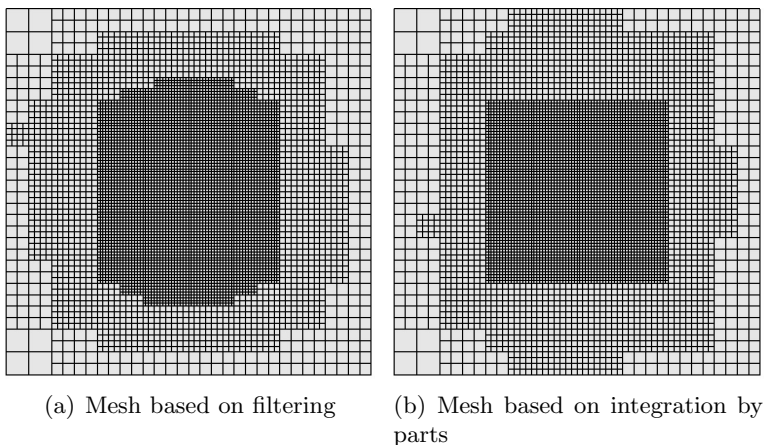 (a) Mesh based on filtering
(b) Mesh based on integration by
parts